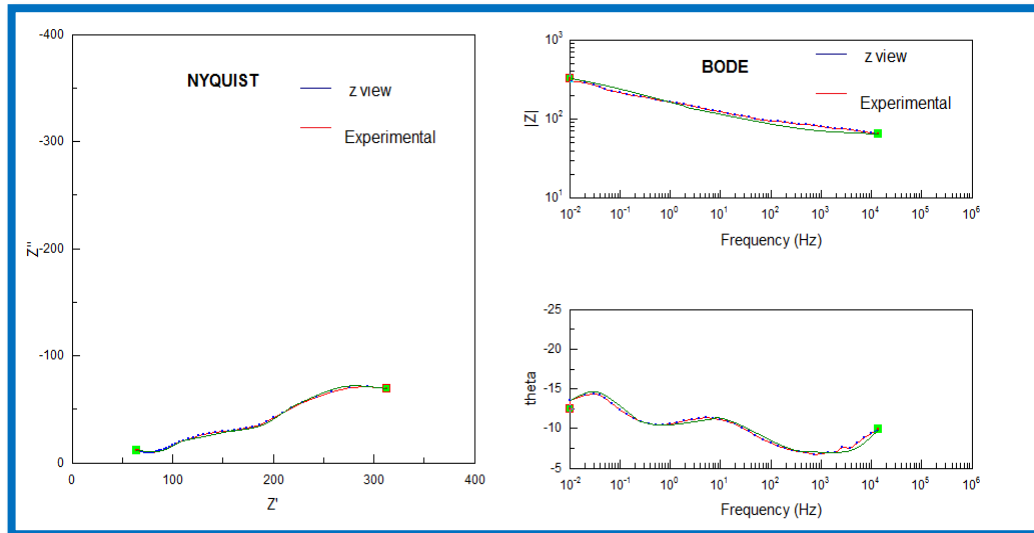 NYQUIST
z view
Experimental
-400
-300
-200
-100
0
Z''
0 100 200 300 400
Z'
BODE
z view
Experimental
10³
10²
10¹
|Z|
10⁻² 10⁻¹ 10⁰ 10¹ 10² 10³ 10⁴ 10⁵ 10⁶
Frequency (Hz)
-25
-20
-15
-10
-5
theta
10⁻² 10⁻¹ 10⁰ 10¹ 10² 10³ 10⁴ 10⁵ 10⁶
Frequency (Hz)